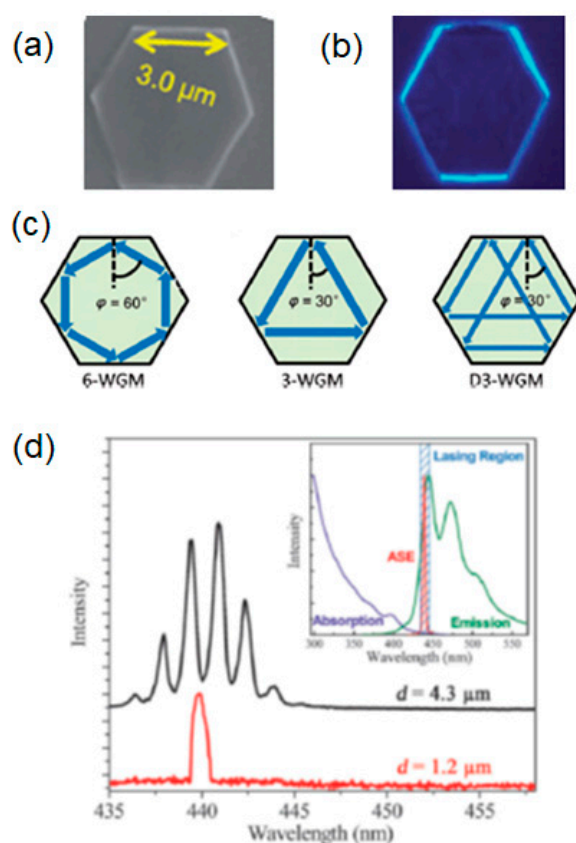 (a)
3.0 µm
(b)
(c)
φ = 60°
φ = 30°
φ = 30°
6-WGM
3-WGM
D3-WGM
(d)
Intensity
Lasing Region
ASE
Absorption
Emission
Intensity
300
350
400
450
500
550
Wavelength (nm)
d = 4.3 µm
d = 1.2 µm
435
440
445
450
455
Wavelength (nm)